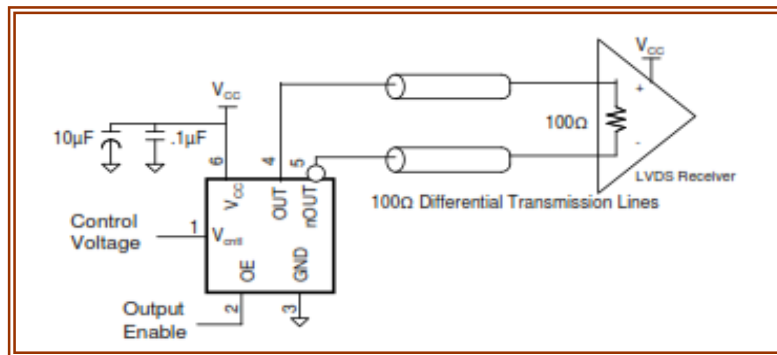 VCC
VCC
10µF
.1µF
100Ω
+
-
LVDS Receiver
6
4
5
100Ω Differential Transmission Lines
VCC
OUT
nOUT
Control
Voltage
1
Vcntl
OE
GND
2
3
Output
Enable